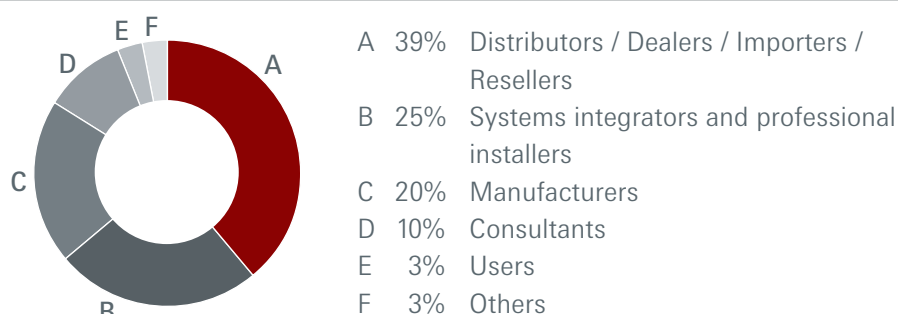 E F
D
A
C
B
A 39% Distributors / Dealers / Importers /
Resellers
B 25% Systems integrators and professional
installers
C 20% Manufacturers
D 10% Consultants
E 3% Users
F 3% Others